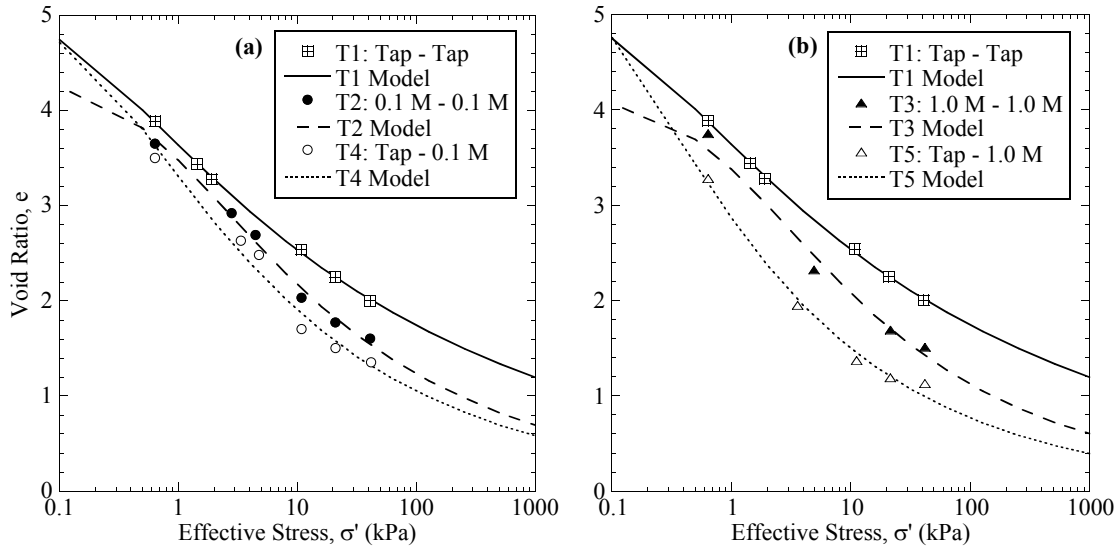 (a)
T1: Tap - Tap
T1 Model
T2: 0.1 M - 0.1 M
T2 Model
T4: Tap - 0.1 M
T4 Model
Void Ratio, e
5
4
3
2
1
0
0.1 1 10 100 1000
Effective Stress, σ' (kPa)
(b)
T1: Tap - Tap
T1 Model
T3: 1.0 M - 1.0 M
T3 Model
T5: Tap - 1.0 M
T5 Model
5
4
3
2
1
0
0.1 1 10 100 1000
Effective Stress, σ' (kPa)